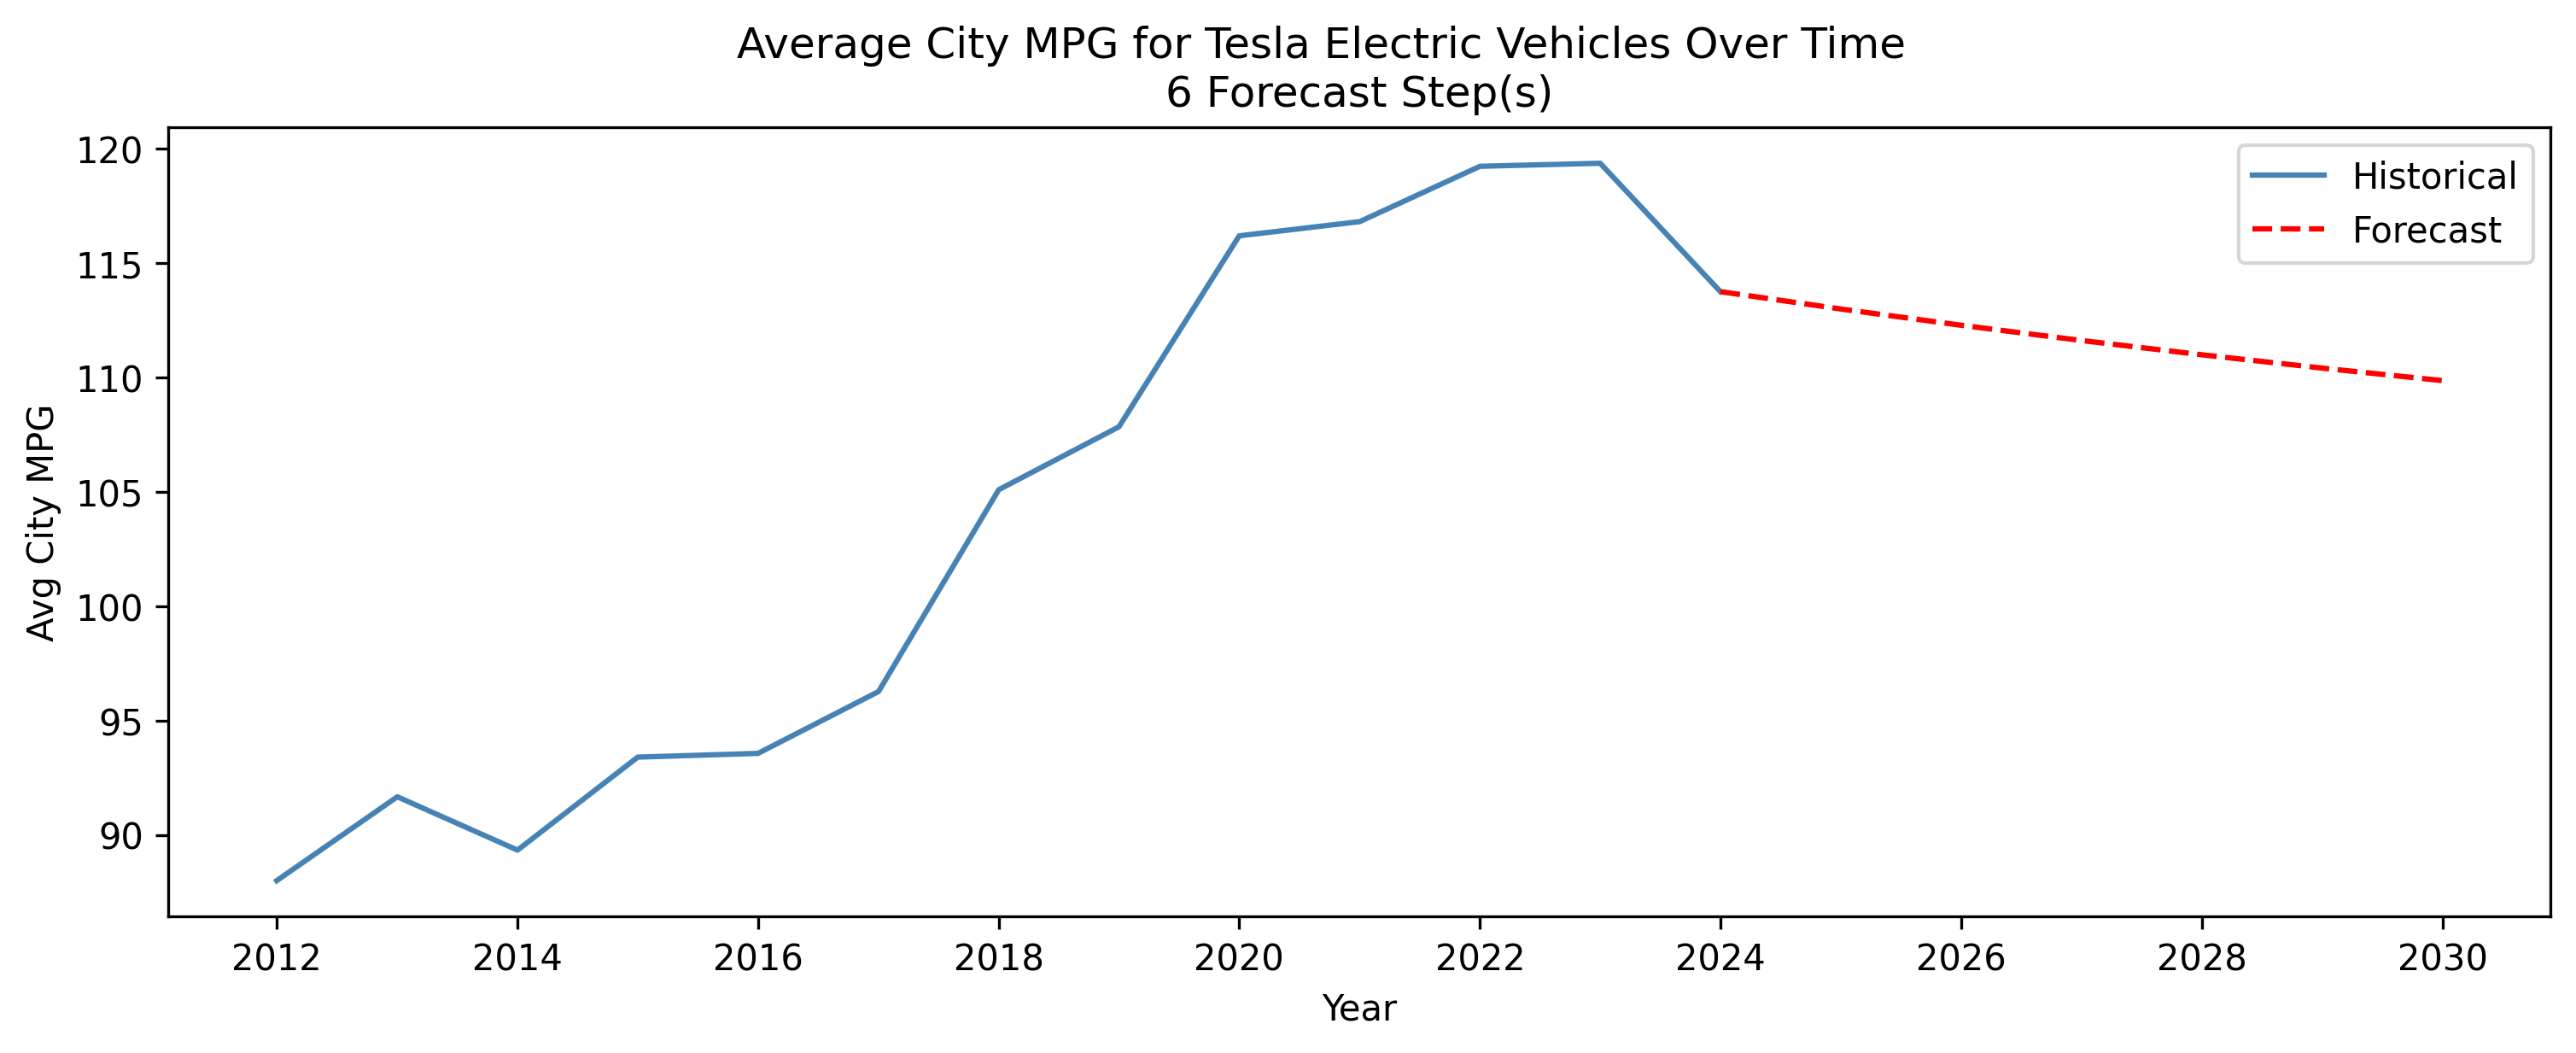 Average City MPG for Tesla Electric Vehicles Over Time
6 Forecast Step(s)
Historical
Forecast
120
115
110
105
100
95
90
Avg City MPG
2012 2014 2016 2018 2020 2022 2024 2026 2028 2030
Year